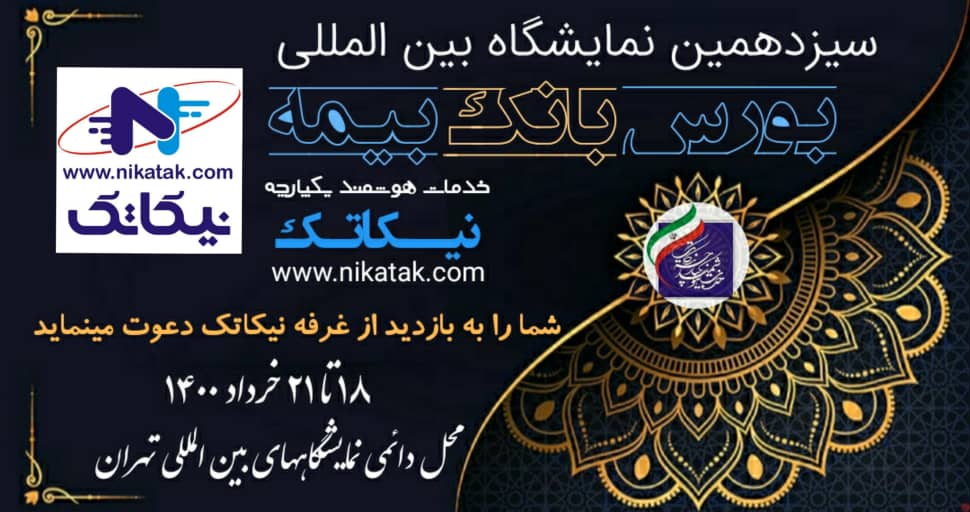 سیزدهمین نمایشگاه بین المللی
بورس بانک بیمه
www.nikatak.com
نیکاتک
خدمات هوشمند یکپارچه
نیکاتک
www.nikatak.com
شما را به بازدید از غرفه نیکاتک دعوت مینماید
۱۸ تا ۲۱ خرداد ۱۴۰۰
محل دائمی نمایشگاههای بین المللی تهران